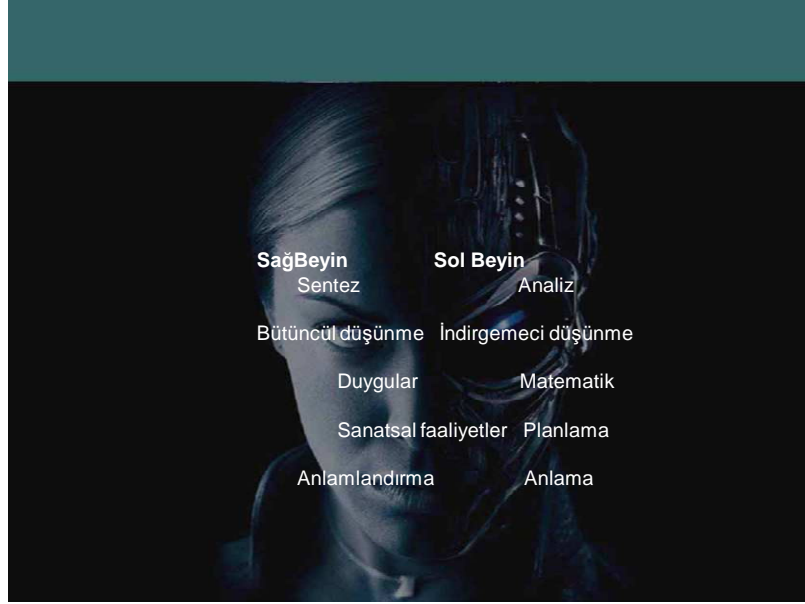 SağBeyin Sol Beyin
Sentez Analiz
Bütüncül düşünme İndirgemeci düşünme
Duygular Matematik
Sanatsal faaliyetler Planlama
Anlamlandırma Anlama